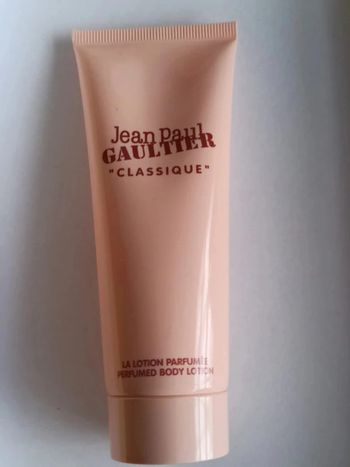 Jean Paul
GAULTIER
"CLASSIQUE"
LA LOTION PARFUMÉE
PERFUMED BODY LOTION